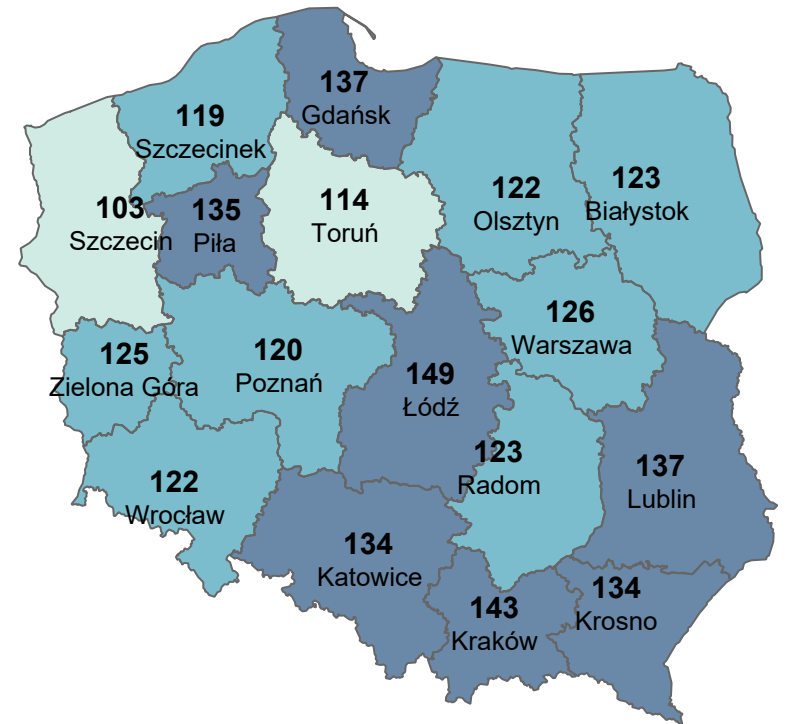 137
Gdańsk
119
Szczecinek
122
Olsztyn
123
Białystok
103
Szczecin
135
Piła
114
Toruń
126
Warszawa
125
Zielona Góra
120
Poznań
149
Łódź
123
Radom
137
Lublin
122
Wrocław
134
Katowice
143
Kraków
134
Krosno